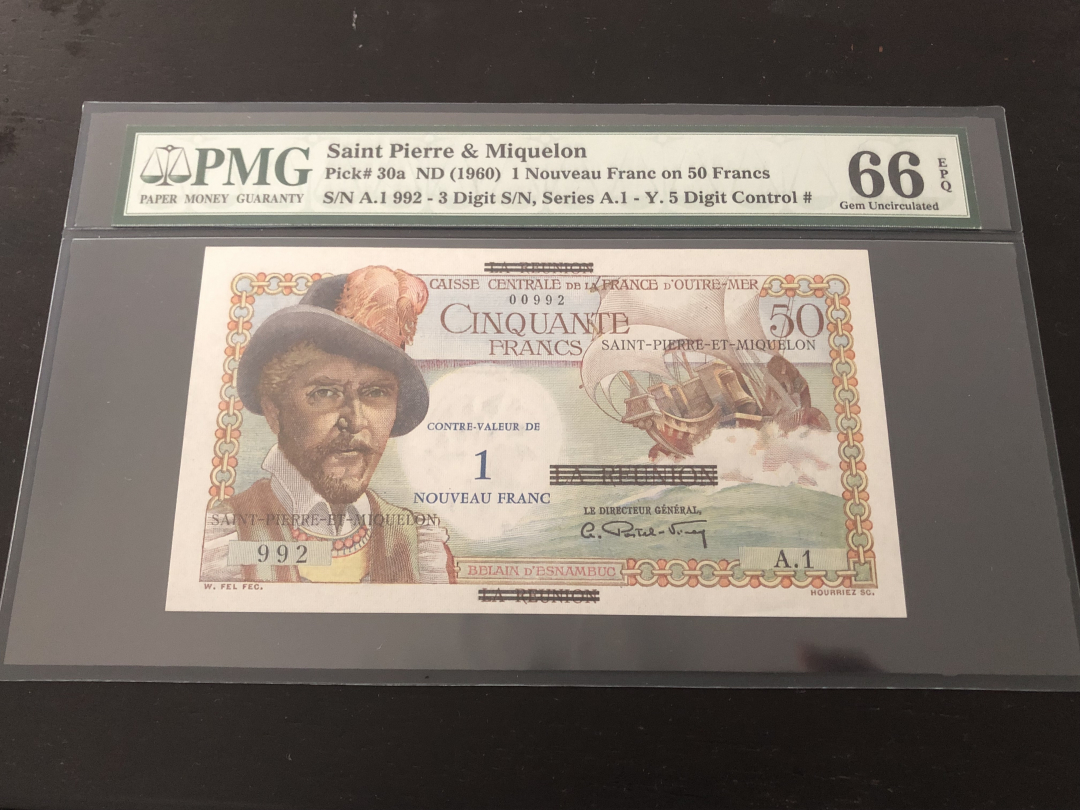 PMG
PAPER MONEY GUARANTY
Saint Pierre & Miquelon
Pick# 30a ND (1960) 1 Nouveau Franc on 50 Francs
S/N A.1 992 - 3 Digit S/N, Series A.1 - Y. 5 Digit Control #
66 EPQ
Gem Uncirculated
LA REUNION
CAISSE CENTRALE DE LA FRANCE D'OUTRE-MER
00992
CINQUANTE
50
FRANCS
SAINT-PIERRE-ET-MIQUELON
CONTRE-VALEUR DE
1
NOUVEAU FRANC
LA REUNION
LE DIRECTEUR GÉNÉRAL,
SAINT-PIERRE-ET-MIQUELON
992
A.1
BELAIN D'ESNAMBUC
W. FEL FEC.
HOURRIEZ SC.
LA REUNION